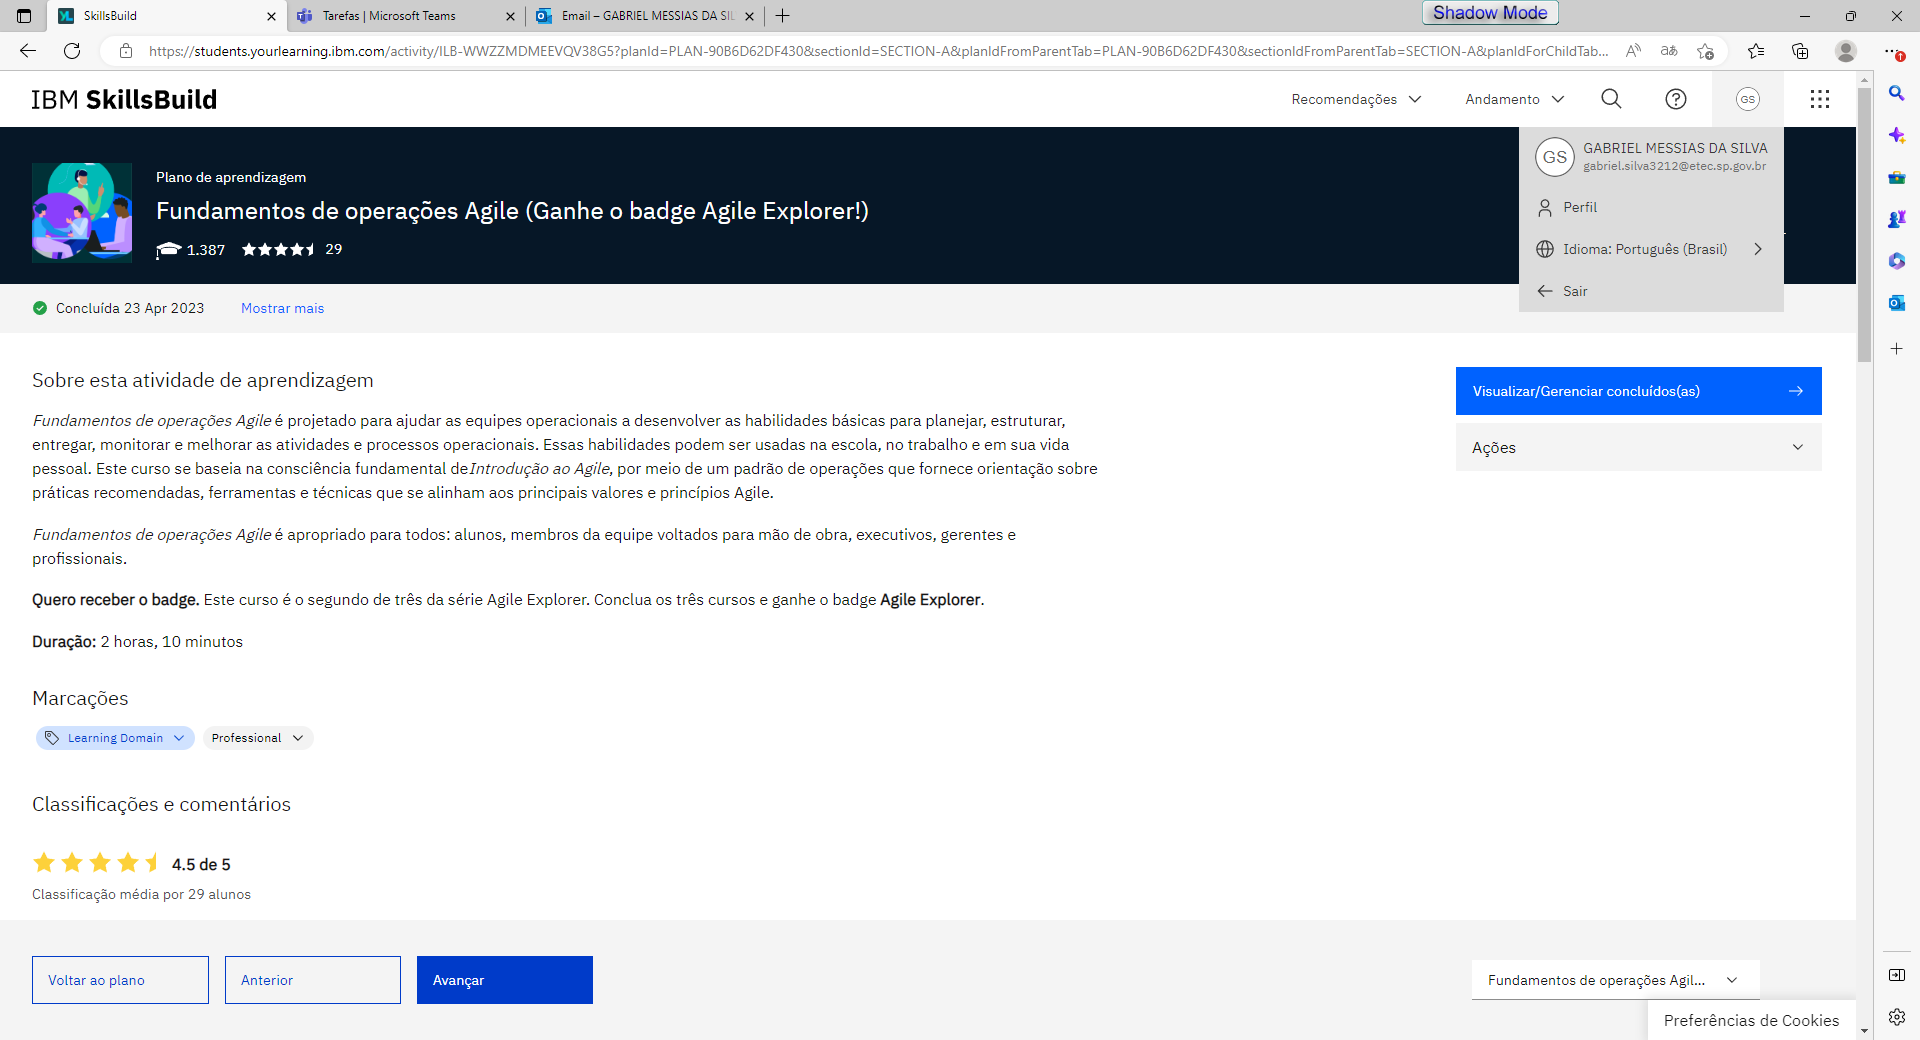 SkillsBuild
Tarefas | Microsoft Teams
Email – GABRIEL MESSIAS DA SIL
Shadow Mode
https://students.yourlearning.ibm.com/activity/ILB-WWZZMDMEEVQV38G5?planId=PLAN-90B6D62DF430&sectionId=SECTION-A&planIdFromParentTab=PLAN-90B6D62DF430&sectionIdFromParentTab=SECTION-A&planIdForChildTab...
IBM SkillsBuild
Recomendações
Andamento
GS
GS
GABRIEL MESSIAS DA SILVA
gabriel.silva3212@etec.sp.gov.br
Perfil
Idioma: Português (Brasil)
Sair
Plano de aprendizagem
Fundamentos de operações Agile (Ganhe o badge Agile Explorer!)
1.387 29
Concluída 23 Apr 2023 Mostrar mais
Sobre esta atividade de aprendizagem
Fundamentos de operações Agile é projetado para ajudar as equipes operacionais a desenvolver as habilidades básicas para planejar, estruturar,
entregar, monitorar e melhorar as atividades e processos operacionais. Essas habilidades podem ser usadas na escola, no trabalho e em sua vida
pessoal. Este curso se baseia na consciência fundamental deIntrodução ao Agile, por meio de um padrão de operações que fornece orientação sobre
práticas recomendadas, ferramentas e técnicas que se alinham aos principais valores e princípios Agile.
Fundamentos de operações Agile é apropriado para todos: alunos, membros da equipe voltados para mão de obra, executivos, gerentes e
profissionais.
Quero receber o badge. Este curso é o segundo de três da série Agile Explorer. Conclua os três cursos e ganhe o badge Agile Explorer.
Duração: 2 horas, 10 minutos
Visualizar/Gerenciar concluídos(as)
Ações
Marcações
Learning Domain
Professional
Classificações e comentários
4.5 de 5
Classificação média por 29 alunos
Voltar ao plano
Anterior
Avançar
Fundamentos de operações Agil...
Preferências de Cookies